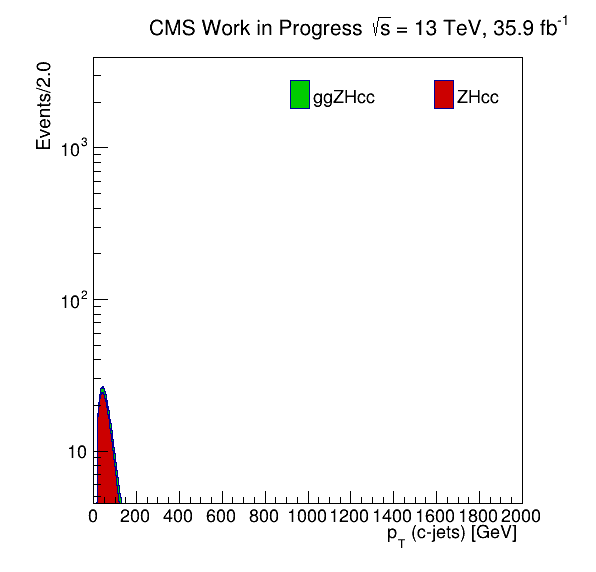 CMS Work in Progress √s = 13 TeV, 35.9 fb⁻¹
Events/2.0
ggZHcc ZHcc
10³
10²
10
0 200 400 600 800 1000 1200 1400 1600 1800 2000
p_T (c-jets) [GeV]